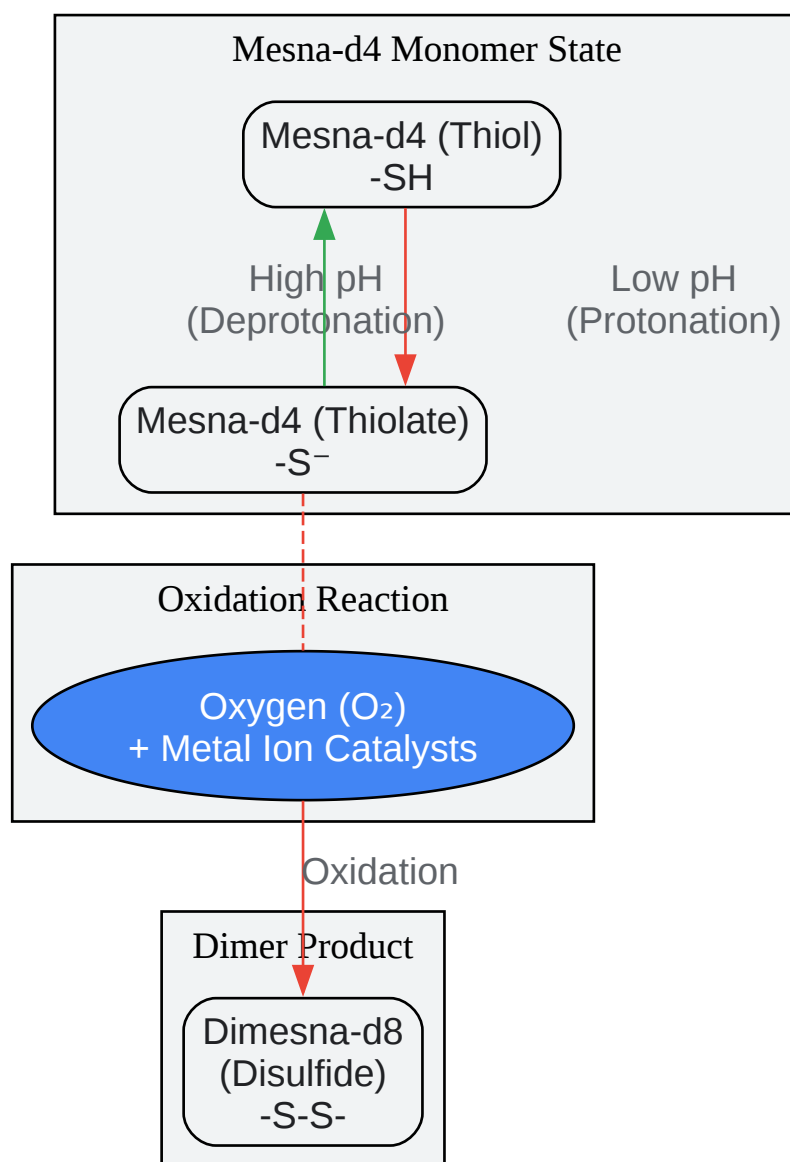 Mesna-d4 Monomer State
Mesna-d4 (Thiol)
-SH
High pH
(Deprotonation)
Low pH
(Protonation)
Mesna-d4 (Thiolate)
-S⁻
Oxidation Reaction
Oxygen (O₂)
+ Metal Ion Catalysts
Oxidation
Dimer Product
Dimesna-d8
(Disulfide)
-S-S-